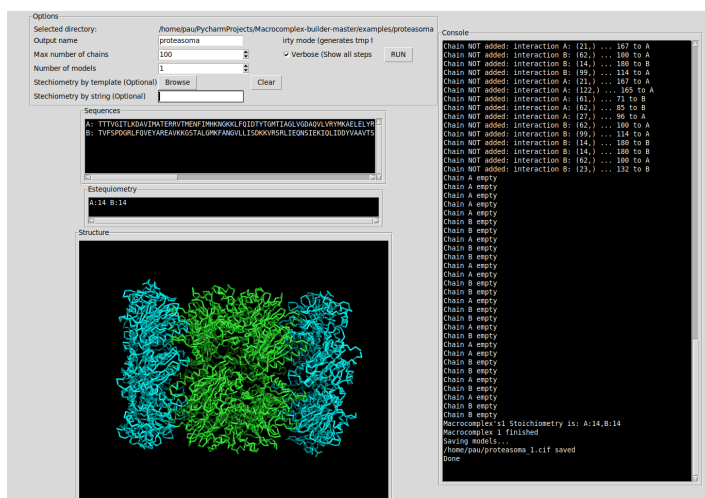 Options
Selected directory: /home/pau/PycharmProjects/Macrocomplex-builder-master/examples/proteasoma
Output name proteasoma irty mode (generates tmp f
Max number of chains 100 Verbose (Show all steps RUN
Number of models 1
Stechiometry by template (Optional) Browse Clear
Stechiometry by string (Optional)
Sequences
A: TTTVGITLKDAVIMATERRVTMENFIMHKNGKKLFQIDTYTGMTIAGLVGDAQVLVRYMKAELELYR
B: TVFSPDGRLFQVEYAREAVKKGSTALGMKFANGVLLISDKKVRSRLIEQNSIEKIQLIDDYVAAVTS
Estequiometry
A:14 B:14
Structure
Console
Chain NOT added: interaction A: (21,) ... 167 to A
Chain NOT added: interaction B: (62,) ... 100 to A
Chain NOT added: interaction B: (14,) ... 180 to B
Chain NOT added: interaction B: (99,) ... 114 to A
Chain NOT added: interaction A: (21,) ... 167 to A
Chain NOT added: interaction A: (122,) ... 165 to A
Chain NOT added: interaction A: (61,) ... 71 to B
Chain NOT added: interaction A: (62,) ... 85 to B
Chain NOT added: interaction A: (27,) ... 96 to A
Chain NOT added: interaction B: (62,) ... 100 to A
Chain NOT added: interaction B: (99,) ... 114 to A
Chain NOT added: interaction B: (14,) ... 180 to B
Chain NOT added: interaction B: (14,) ... 180 to B
Chain NOT added: interaction B: (62,) ... 100 to A
Chain NOT added: interaction B: (23,) ... 132 to B
Chain A empty
Chain A empty
Chain A empty
Chain A empty
Chain A empty
Chain B empty
Chain B empty
Chain A empty
Chain B empty
Chain B empty
Chain A empty
Chain A empty
Chain A empty
Chain A empty
Chain A empty
Chain B empty
Chain B empty
Chain B empty
Chain B empty
Chain A empty
Chain A empty
Chain B empty
Chain B empty
Chain A empty
Chain B empty
Chain A empty
Chain B empty
Chain B empty
Macrocomplex's1 Stoichiometry is: A:14,B:14
Macrocomplex 1 finished
Saving models...
/home/pau/proteasoma_1.cif saved
Done